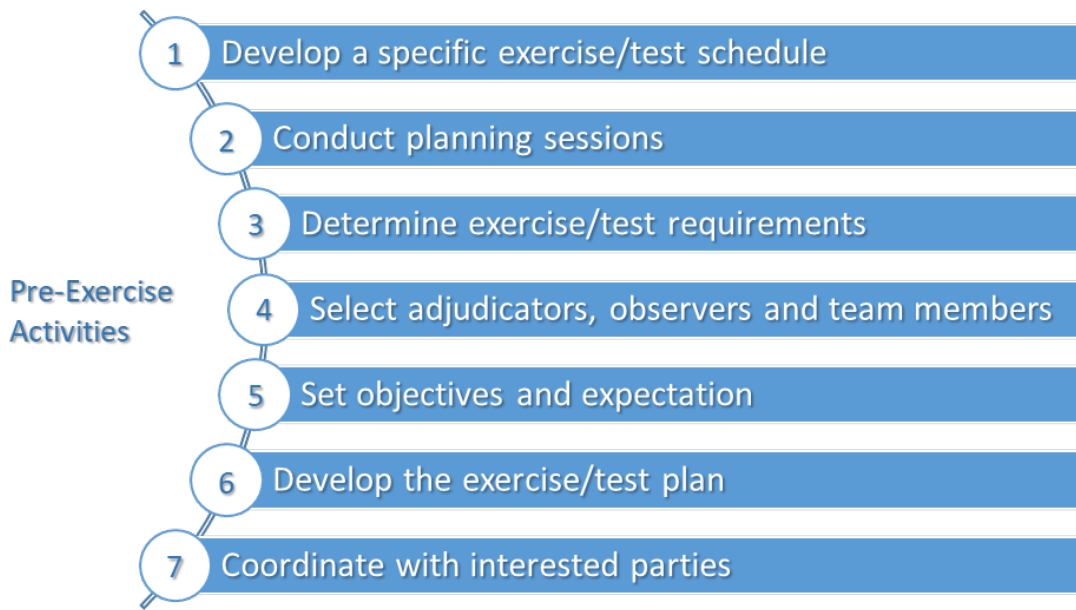 1 Develop a specific exercise/test schedule
2 Conduct planning sessions
3 Determine exercise/test requirements
Pre-Exercise
Activities
4 Select adjudicators, observers and team members
5 Set objectives and expectation
6 Develop the exercise/test plan
7 Coordinate with interested parties